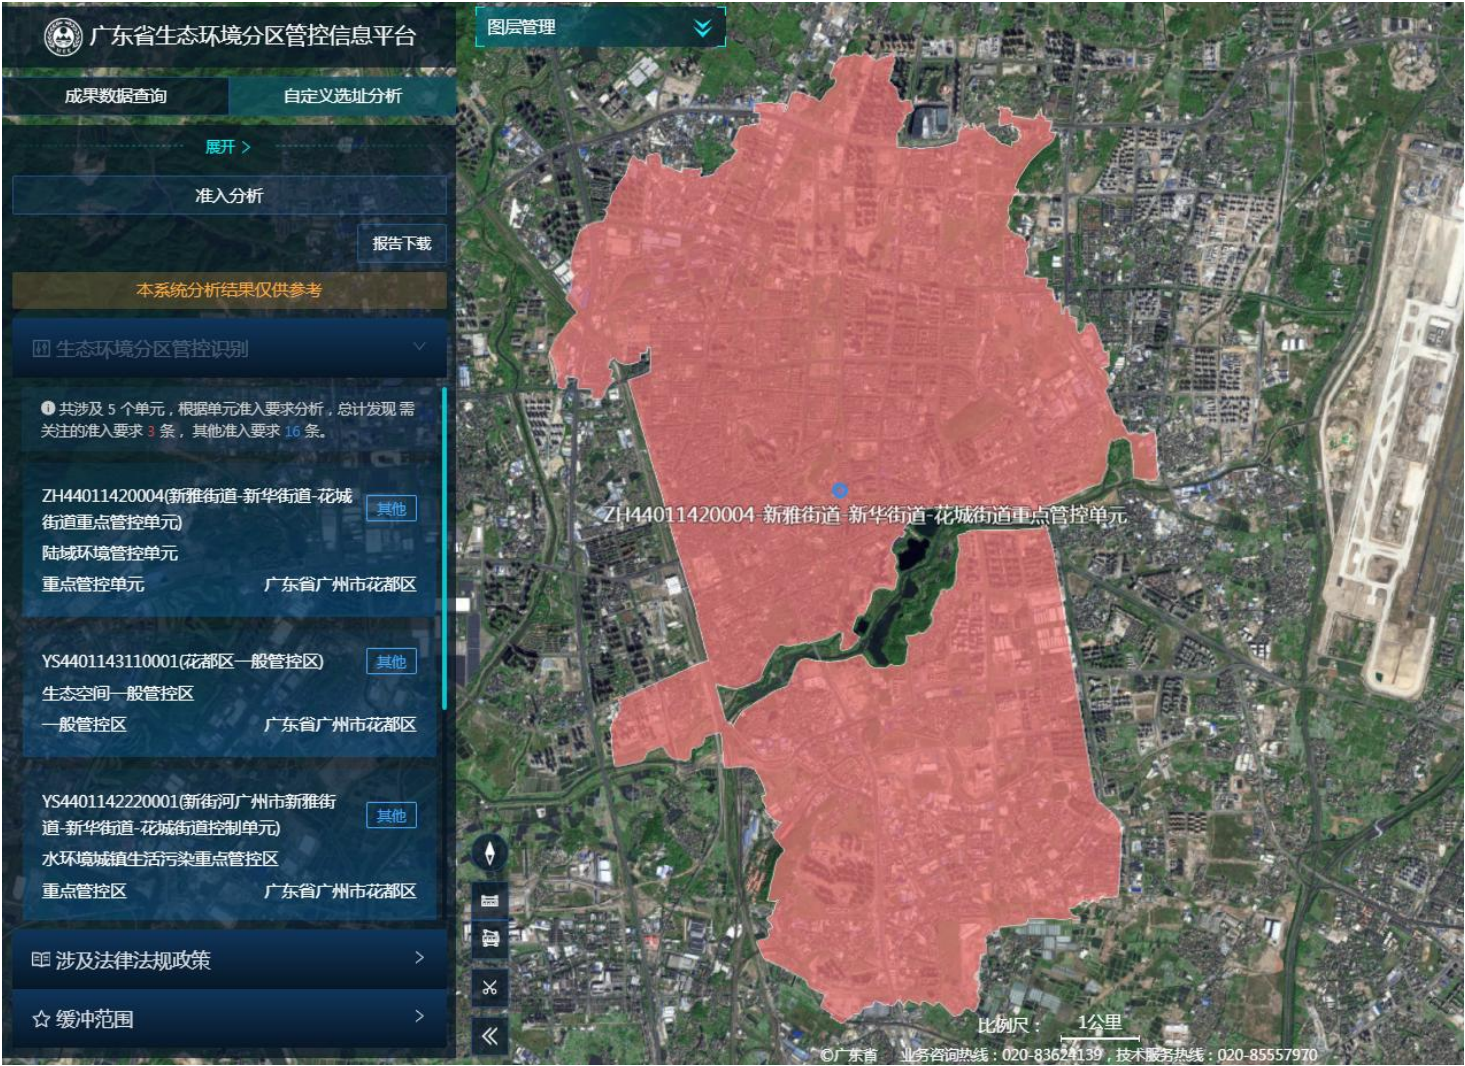 广东省生态环境分区管控信息平台
图层管理
成果数据查询
自定义选址分析
展开 >
准入分析
报告下载
本系统分析结果仅供参考
生态环境分区管控识别
共涉及 5 个单元，根据单元准入要求分析，总计发现 需
关注的准入要求 3 条， 其他准入要求 16 条。
ZH44011420004(新雅街道-新华街道-花城
街道重点管控单元)
其他
陆域环境管控单元
重点管控单元 广东省广州市花都区
YS4401143110001(花都区一般管控区)
其他
生态空间一般管控区
一般管控区 广东省广州市花都区
YS4401142220001(新街河广州市新雅街
道-新华街道-花城街道控制单元)
其他
水环境城镇生活污染重点管控区
重点管控区 广东省广州市花都区
涉及法律法规政策
缓冲范围
ZH44011420004-新雅街道-新华街道-花城街道重点管控单元
比例尺： 1公里
©广东省 业务咨询热线：020-83624139，技术服务热线：020-85557970